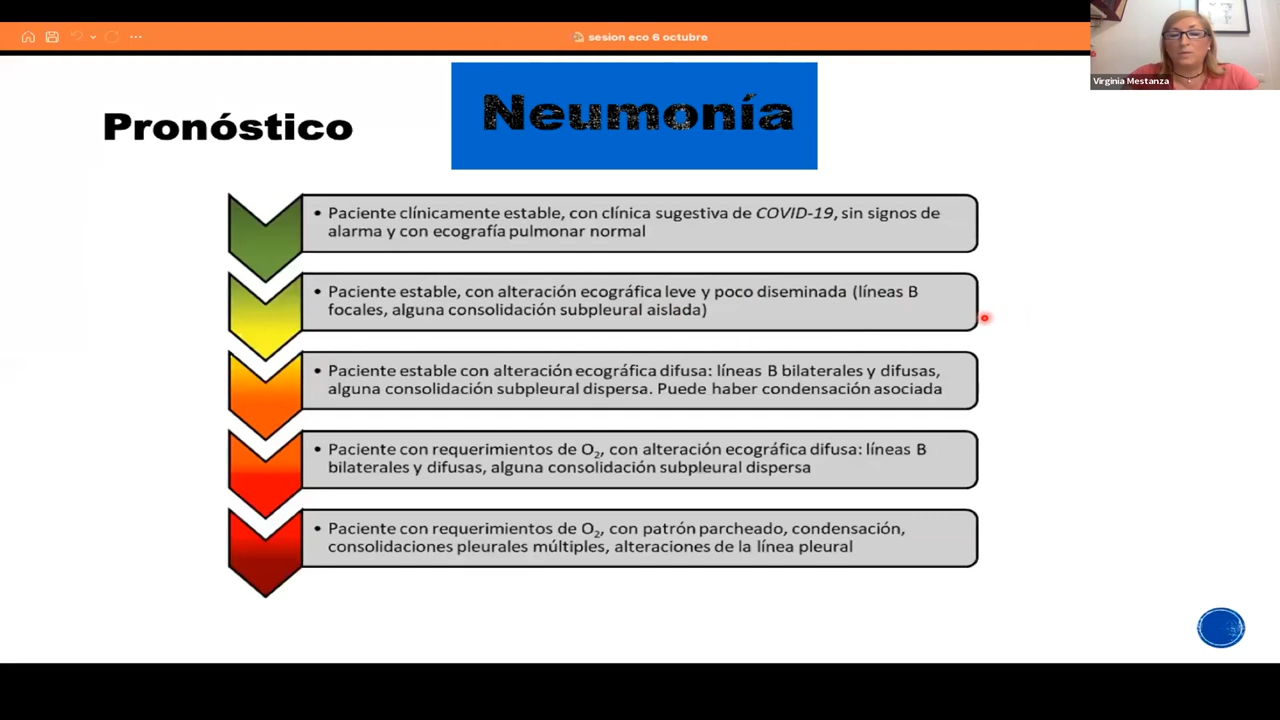 sesion eco 6 octubre
Virginia Mestanza
Pronóstico
Neumonía
• Paciente clínicamente estable, con clínica sugestiva de COVID-19, sin signos de
alarma y con ecografía pulmonar normal
• Paciente estable, con alteración ecográfica leve y poco diseminada (líneas B
focales, alguna consolidación subpleural aislada)
• Paciente estable con alteración ecográfica difusa: líneas B bilaterales y difusas,
alguna consolidación subpleural dispersa. Puede haber condensación asociada
• Paciente con requerimientos de O₂, con alteración ecográfica difusa: líneas B
bilaterales y difusas, alguna consolidación subpleural dispersa
• Paciente con requerimientos de O₂, con patrón parcheado, condensación,
consolidaciones pleurales múltiples, alteraciones de la línea pleural